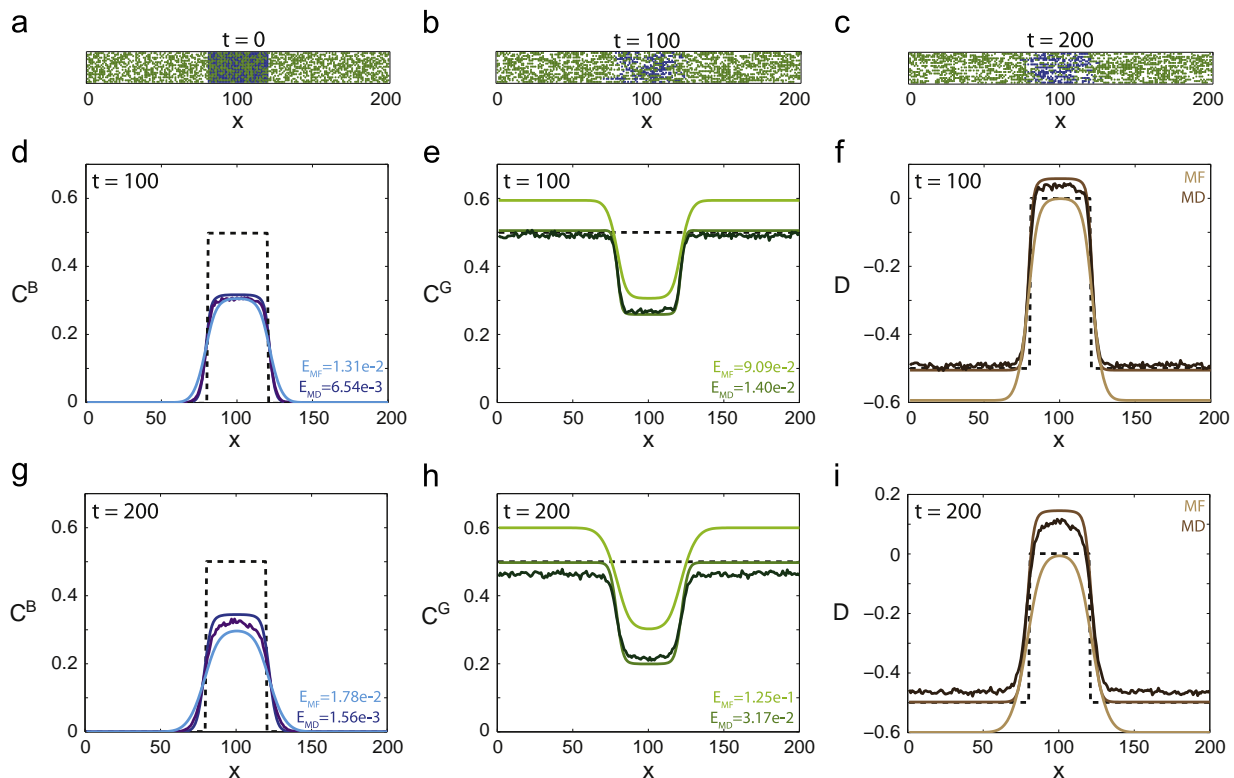 a b c
t = 0 t = 100 t = 200
0 100 200 0 100 200 0 100 200
x x x
d e f
t = 100 t = 100 t = 100 MF
MD
0.6 0.6 0
0.4 0.4 −0.2
C^B C^G D
0.2 0.2 −0.4
E_MF=1.31e-2 E_MF=9.09e-2
E_MD=6.54e-3 E_MD=1.40e-2
0 0 −0.6
0 50 100 150 200 0 50 100 150 200 0 50 100 150 200
x x x
g h i
t = 200 t = 200 0.2 t = 200 MF
MD
0.6 0.6 0
0.4 0.4 −0.2
C^B C^G D
0.2 0.2 −0.4
E_MF=1.78e-2 E_MF=1.25e-1
E_MD=1.56e-3 E_MD=3.17e-2
0 0 −0.6
0 50 100 150 200 0 50 100 150 200 0 50 100 150 200
x x x